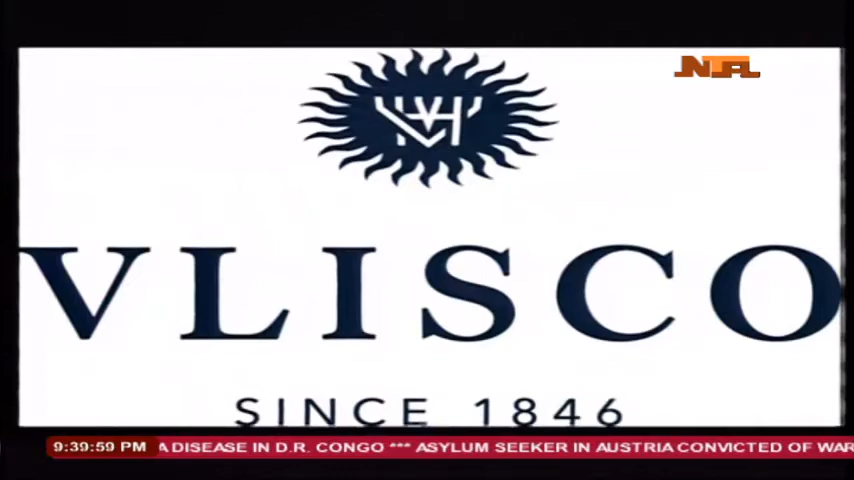 NTA
VLISCO
SINCE 1846
9:39:59 PM A DISEASE IN D.R. CONGO *** ASYLUM SEEKER IN AUSTRIA CONVICTED OF WAR